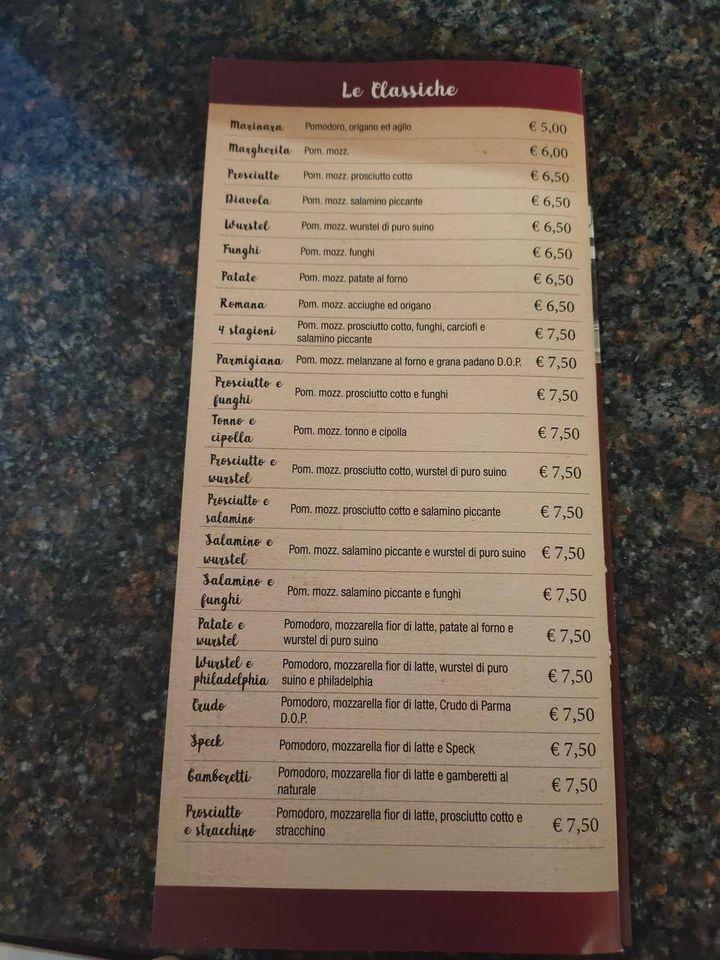 Le Classiche
Marinara Pomodoro, origano ed aglio € 5,00
Margherita Pom. mozz. € 6,00
Prosciutto Pom. mozz. prosciutto cotto € 6,50
Diavola Pom. mozz. salamino piccante € 6,50
Wurstel Pom. mozz. wurstel di puro suino € 6,50
Funghi Pom. mozz. funghi € 6,50
Patate Pom. mozz. patate al forno € 6,50
Romana Pom. mozz. acciughe ed origano € 6,50
4 stagioni Pom. mozz. prosciutto cotto, funghi, carciofi e € 7,50
salamino piccante
Parmigiana Pom. mozz. melanzane al forno e grana padano D.O.P. € 7,50
Prosciutto e
funghi Pom. mozz. prosciutto cotto e funghi € 7,50
Tonno e
cipolla Pom. mozz. tonno e cipolla € 7,50
Prosciutto e
wurstel Pom. mozz. prosciutto cotto, wurstel di puro suino € 7,50
Prosciutto e
salamino Pom. mozz. prosciutto cotto e salamino piccante € 7,50
Salamino e
wurstel Pom. mozz. salamino piccante e wurstel di puro suino € 7,50
Salamino e
funghi Pom. mozz. salamino piccante e funghi € 7,50
Patate e Pomodoro, mozzarella fior di latte, patate al forno e
wurstel wurstel di puro suino € 7,50
Wurstel e Pomodoro, mozzarella fior di latte, wurstel di puro
philadelphia suino e philadelphia € 7,50
Crudo Pomodoro, mozzarella fior di latte, Crudo di Parma
D.O.P. € 7,50
Speck Pomodoro, mozzarella fior di latte e Speck € 7,50
Gamberetti Pomodoro, mozzarella fior di latte e gamberetti al
naturale € 7,50
Prosciutto Pomodoro, mozzarella fior di latte, prosciutto cotto e
e stracchino stracchino € 7,50